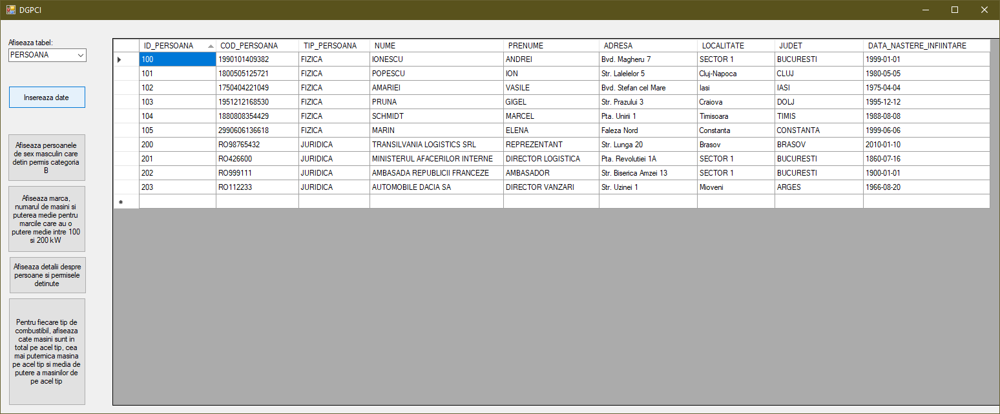 DGPCI
Afiseaza tabel:
PERSOANA
Insereaza date
Afiseaza persoanele
de sex masculin care
detin permis categoria
B
Afiseaza marca,
numarul de masini si
puterea medie pentru
marcile care au o
putere medie intre 100
si 200 kW
Afiseaza detalii despre
persoane si permisele
detinute
Pentru fiecare tip de
combustibil, afiseaza
cate masini sunt in
total pe acel tip, cea
mai puternica masina
pe acel tip si media de
putere a masinilor de
pe acel tip
ID_PERSOANA COD_PERSOANA TIP_PERSOANA NUME PRENUME ADRESA LOCALITATE JUDET DATA_NASTERE_INFIINTARE
100 1990101409382 FIZICA IONESCU ANDREI Bvd. Magheru 7 SECTOR 1 BUCURESTI 1999-01-01
101 1800505125721 FIZICA POPESCU ION Str. Lalelelor 5 Cluj-Napoca CLUJ 1980-05-05
102 1750404221049 FIZICA AMARIEI VASILE Bvd. Stefan cel Mare Iasi IASI 1975-04-04
103 1951212168530 FIZICA PRUNA GIGEL Str. Prazului 3 Craiova DOLJ 1995-12-12
104 1880808354429 FIZICA SCHMIDT MARCEL Pta. Unirii 1 Timisoara TIMIS 1988-08-08
105 2990606136618 FIZICA MARIN ELENA Faleza Nord Constanta CONSTANTA 1999-06-06
200 RO98765432 JURIDICA TRANSILVANIA LOGISTICS SRL REPREZENTANT Str. Lunga 20 Brasov BRASOV 2010-01-10
201 RO426600 JURIDICA MINISTERUL AFACERILOR INTERNE DIRECTOR LOGISTICA Pta. Revolutiei 1A SECTOR 1 BUCURESTI 1860-07-16
202 RO999111 JURIDICA AMBASADA REPUBLICII FRANCEZE AMBASADOR Str. Biserica Amzei 13 SECTOR 1 BUCURESTI 1900-01-01
203 RO112233 JURIDICA AUTOMOBILE DACIA SA DIRECTOR VANZARI Str. Uzinei 1 Mioveni ARGES 1966-08-20